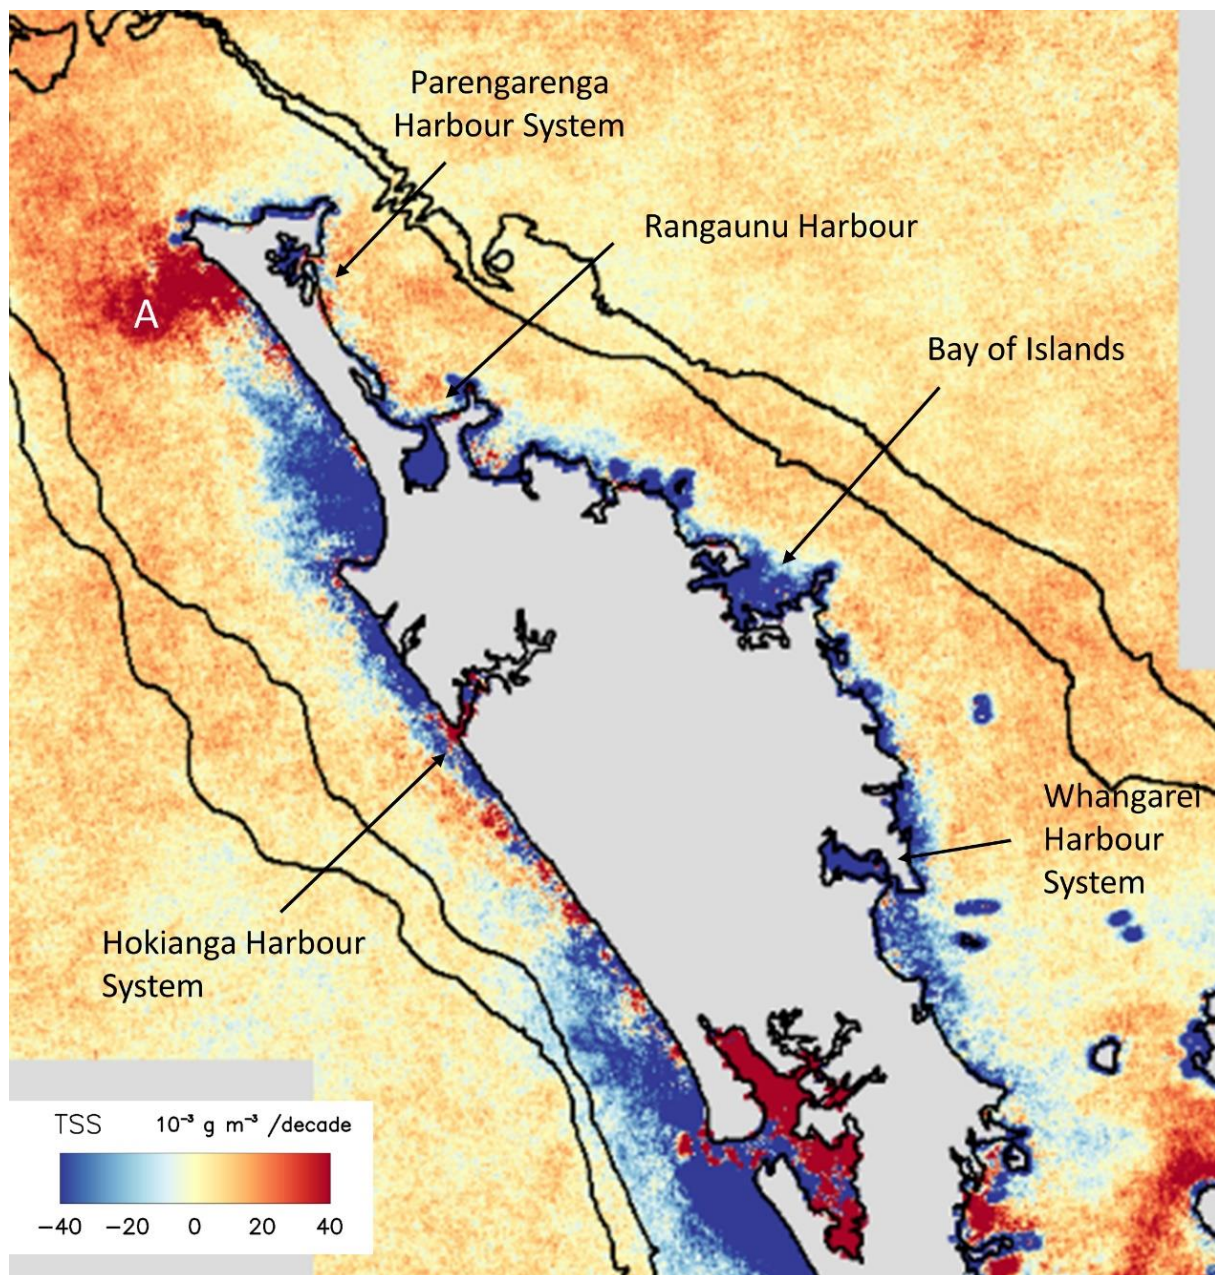 Parengarenga
Harbour System
Rangaunu Harbour
Bay of Islands
A
Whangarei
Harbour
System
Hokianga Harbour
System
TSS 10⁻³ g m⁻³ /decade
−40 −20 0 20 40